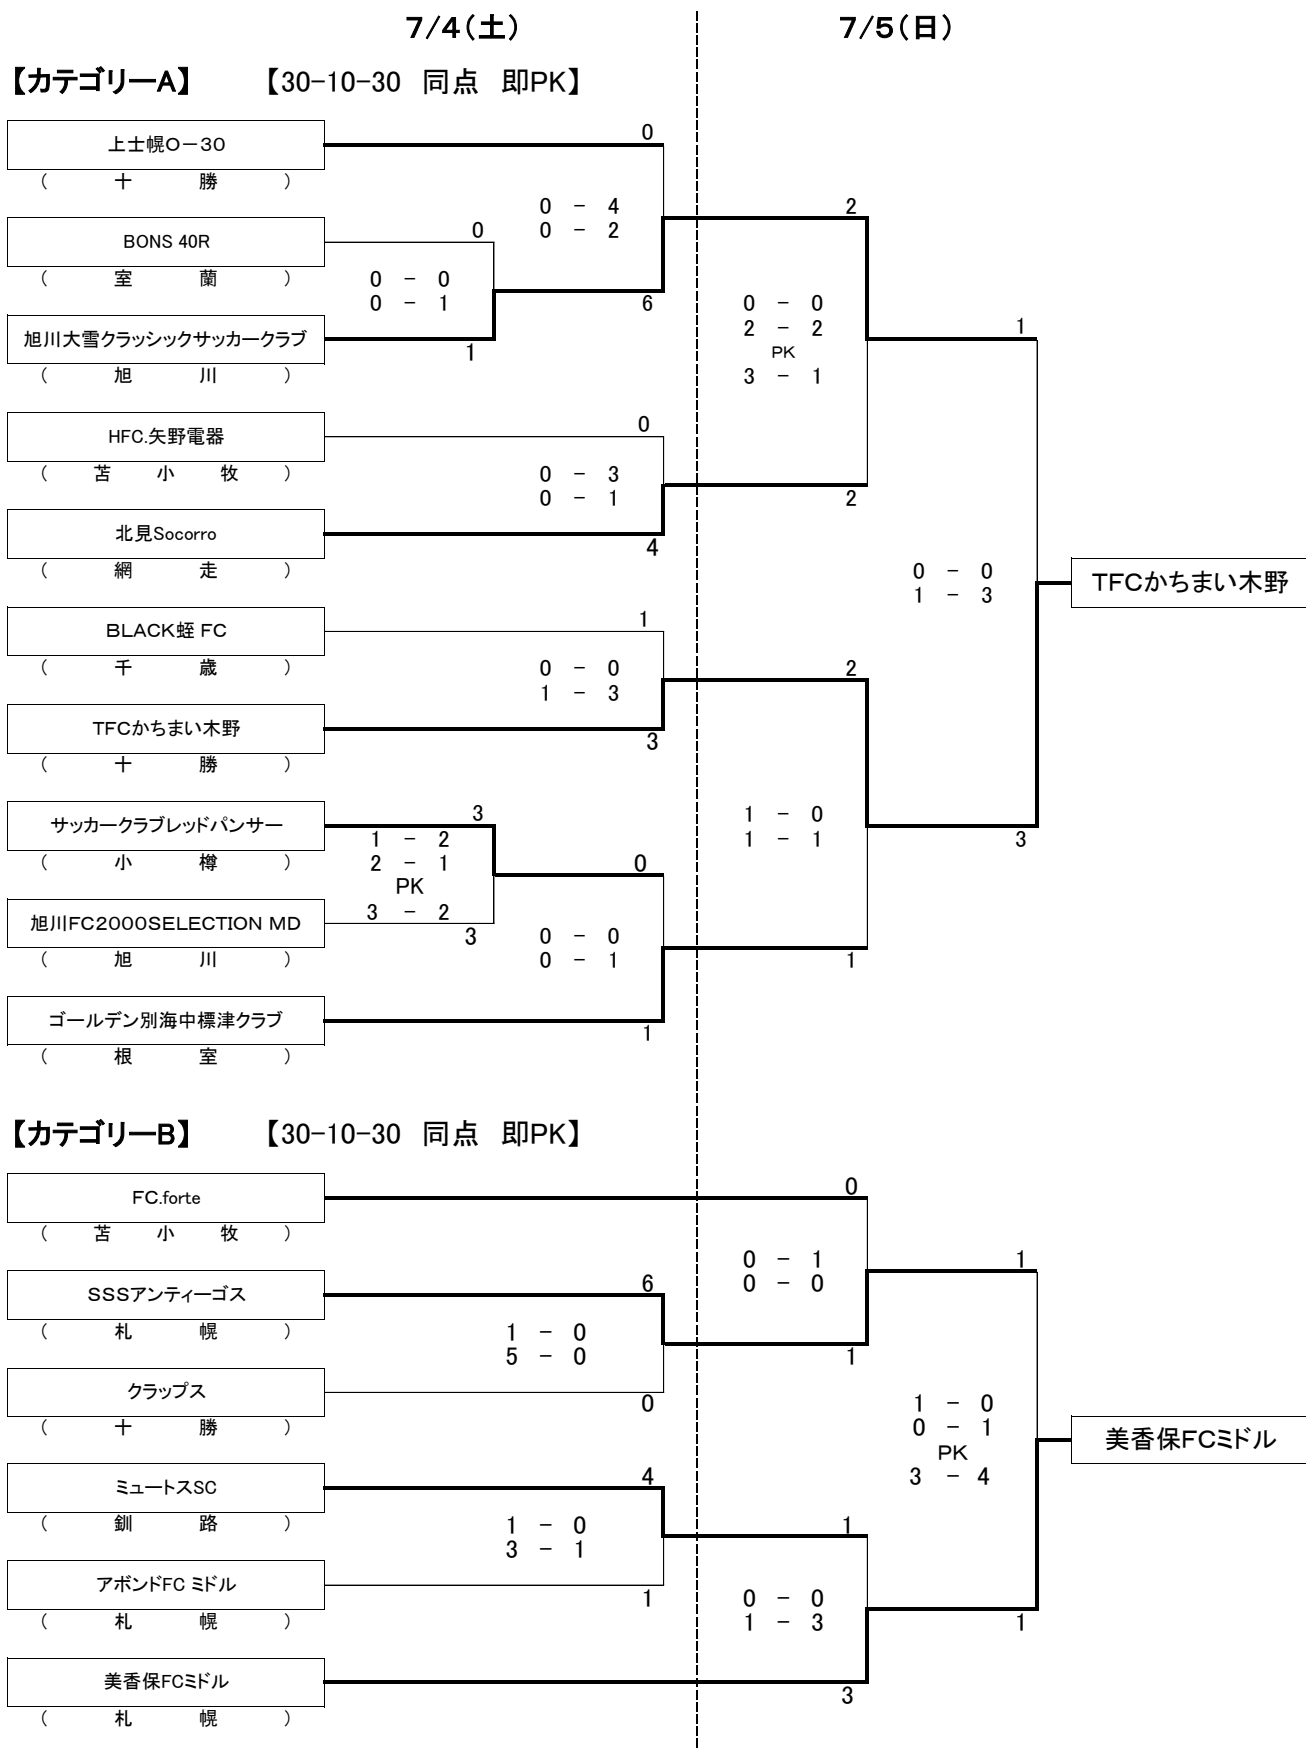 7/4(土) 7/5(日)
【カテゴリーA】 【30-10-30 同点 即PK】
上士幌O-30 0
( 十 勝 )
0 - 4 2
BONS 40R 0 0 - 2
( 室 蘭 ) 0 - 0
0 - 1 6 0 - 0
旭川大雪クラッシックサッカークラブ 1 2 - 2 1
PK
( 旭 川 ) 3 - 1
HFC.矢野電器 0
( 苫 小 牧 ) 0 - 3
0 - 1 2
北見Socorro 4
( 網 走 ) 0 - 0 TFCかちまい木野
1 - 3
BLACK蛭 FC 1
( 千 歳 ) 0 - 0 2
1 - 3
TFCかちまい木野 3
( 十 勝 )
サッカークラブレッドパンサー 3 1 - 0
1 - 2 1 - 1 3
( 小 樽 ) 2 - 1 0
PK
3 - 2
旭川FC2000SELECTION MD 3 0 - 0
( 旭 川 ) 0 - 1 1
ゴールデン別海中標津クラブ 1
( 根 室 )
【カテゴリーB】 【30-10-30 同点 即PK】
FC.forte 0
( 苫 小 牧 )
0 - 1 1
SSSアンティーゴス 6 0 - 0
( 札 幌 ) 1 - 0
5 - 0 1
クラップス 0 1 - 0
( 十 勝 ) 0 - 1 美香保FCミドル
PK
ミュートスSC 4 3 - 4
( 釧 路 ) 1 - 0 1
3 - 1
アボンドFC ミドル 1 0 - 0
( 札 幌 ) 1 - 3 1
美香保FCミドル 3
( 札 幌 )